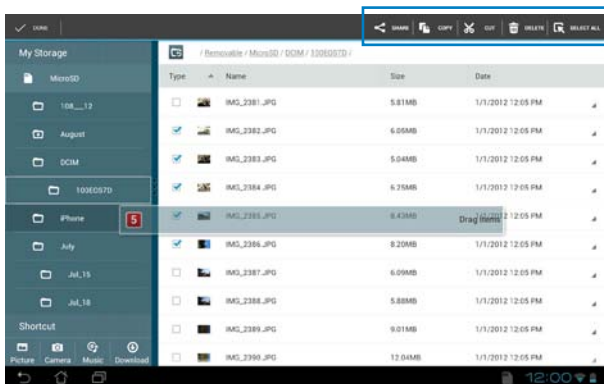 DONE SHARE COPY CUT DELETE SELECT ALL
My Storage
/ Removable / MicroSD / DCIM / 100EOS7D /
MicroSD
Type Name Size Date
108___12
IMG_2381.JPG 5.81MB 1/1/2012 12:05 PM
August
IMG_2382.JPG 6.05MB 1/1/2012 12:05 PM
DCIM
IMG_2383.JPG 5.04MB 1/1/2012 12:05 PM
100EOS7D
IMG_2384.JPG 6.25MB 1/1/2012 12:05 PM
iPhone
5
IMG_2385.JPG 8.43MB 1/1/2012 12:05 PM
Drag Items
July
IMG_2386.JPG 8.20MB 1/1/2012 12:05 PM
Jul_15
IMG_2387.JPG 6.09MB 1/1/2012 12:05 PM
Jul_18
IMG_2388.JPG 5.88MB 1/1/2012 12:05 PM
Shortcut
IMG_2389.JPG 9.01MB 1/1/2012 12:05 PM
Picture Camera Music Download
IMG_2390.JPG 12.04MB 1/1/2012 12:05 PM
12:00